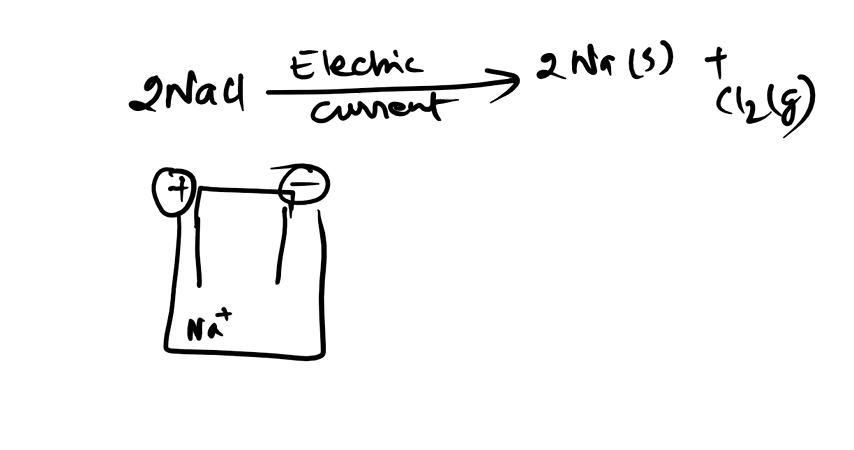 2NaCl Electric current 2Na(s) +
Cl₂(g)
+ −
Na⁺